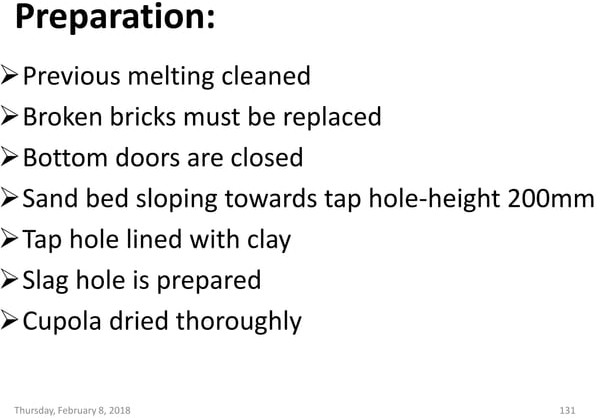 Preparation:
➢Previous melting cleaned
➢Broken bricks must be replaced
➢Bottom doors are closed
➢Sand bed sloping towards tap hole-height 200mm
➢Tap hole lined with clay
➢Slag hole is prepared
➢Cupola dried thoroughly
Thursday, February 8, 2018 131